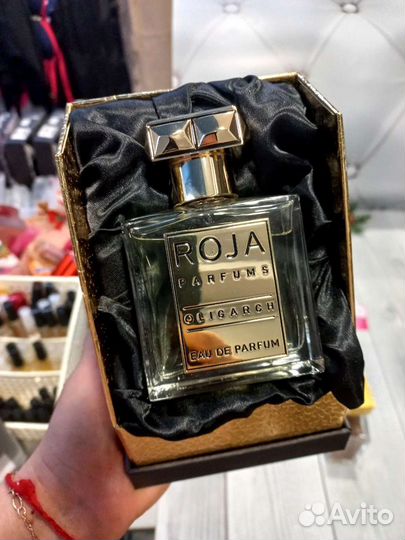 ROJA
PARFUMS
OLIGARCH
EAU DE PARFUM
Avito